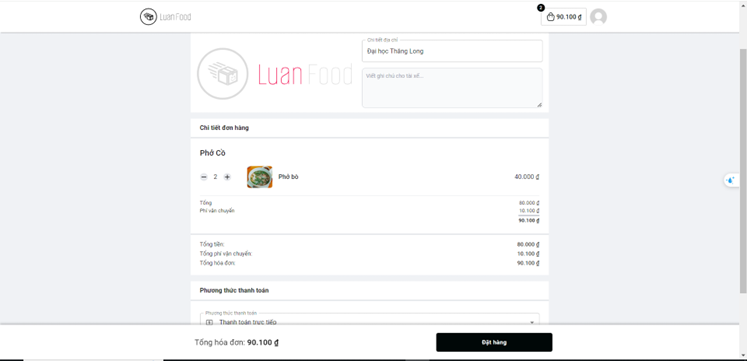 Luan Food
2
90.100 ₫
Chi tiết địa chỉ
Đại học Thăng Long
Luan Food
Viết ghi chú cho tài xế...
Chi tiết đơn hàng
Phở Cồ
2 Phở bò 40.000 ₫
Tổng 80.000 ₫
Phí vận chuyển 10.100 ₫
90.100 ₫
Tổng tiền: 80.000 ₫
Tổng phí vận chuyển: 10.100 ₫
Tổng hóa đơn: 90.100 ₫
Phương thức thanh toán
Phương thức thanh toán
Thanh toán trực tiếp
Tổng hóa đơn: 90.100 ₫
Đặt hàng